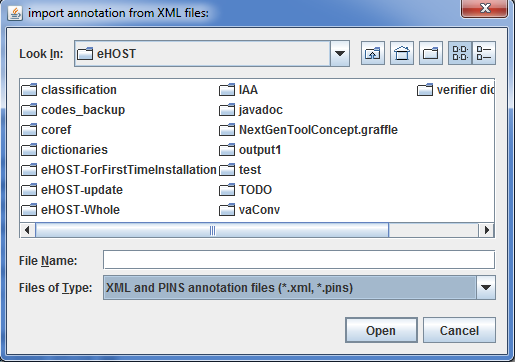 import annotation from XML files:
Look In: eHOST
classification
codes_backup
coref
dictionaries
eHOST-ForFirstTimeInstallation
eHOST-update
eHOST-Whole
IAA
javadoc
NextGenToolConcept.graffle
output1
test
TODO
vaConv
verifier dic
File Name:
Files of Type: XML and PINS annotation files (*.xml, *.pins)
Open Cancel